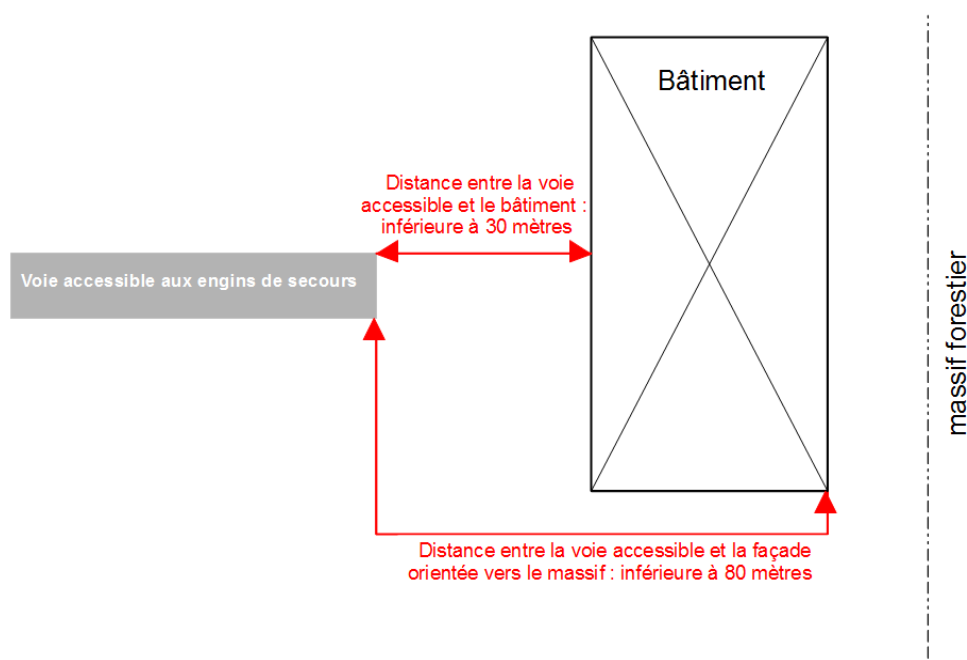 Bâtiment
Distance entre la voie
accessible et le bâtiment :
inférieure à 30 mètres
Voie accessible aux engins de secours
massif forestier
Distance entre la voie accessible et la façade
orientée vers le massif : inférieure à 80 mètres